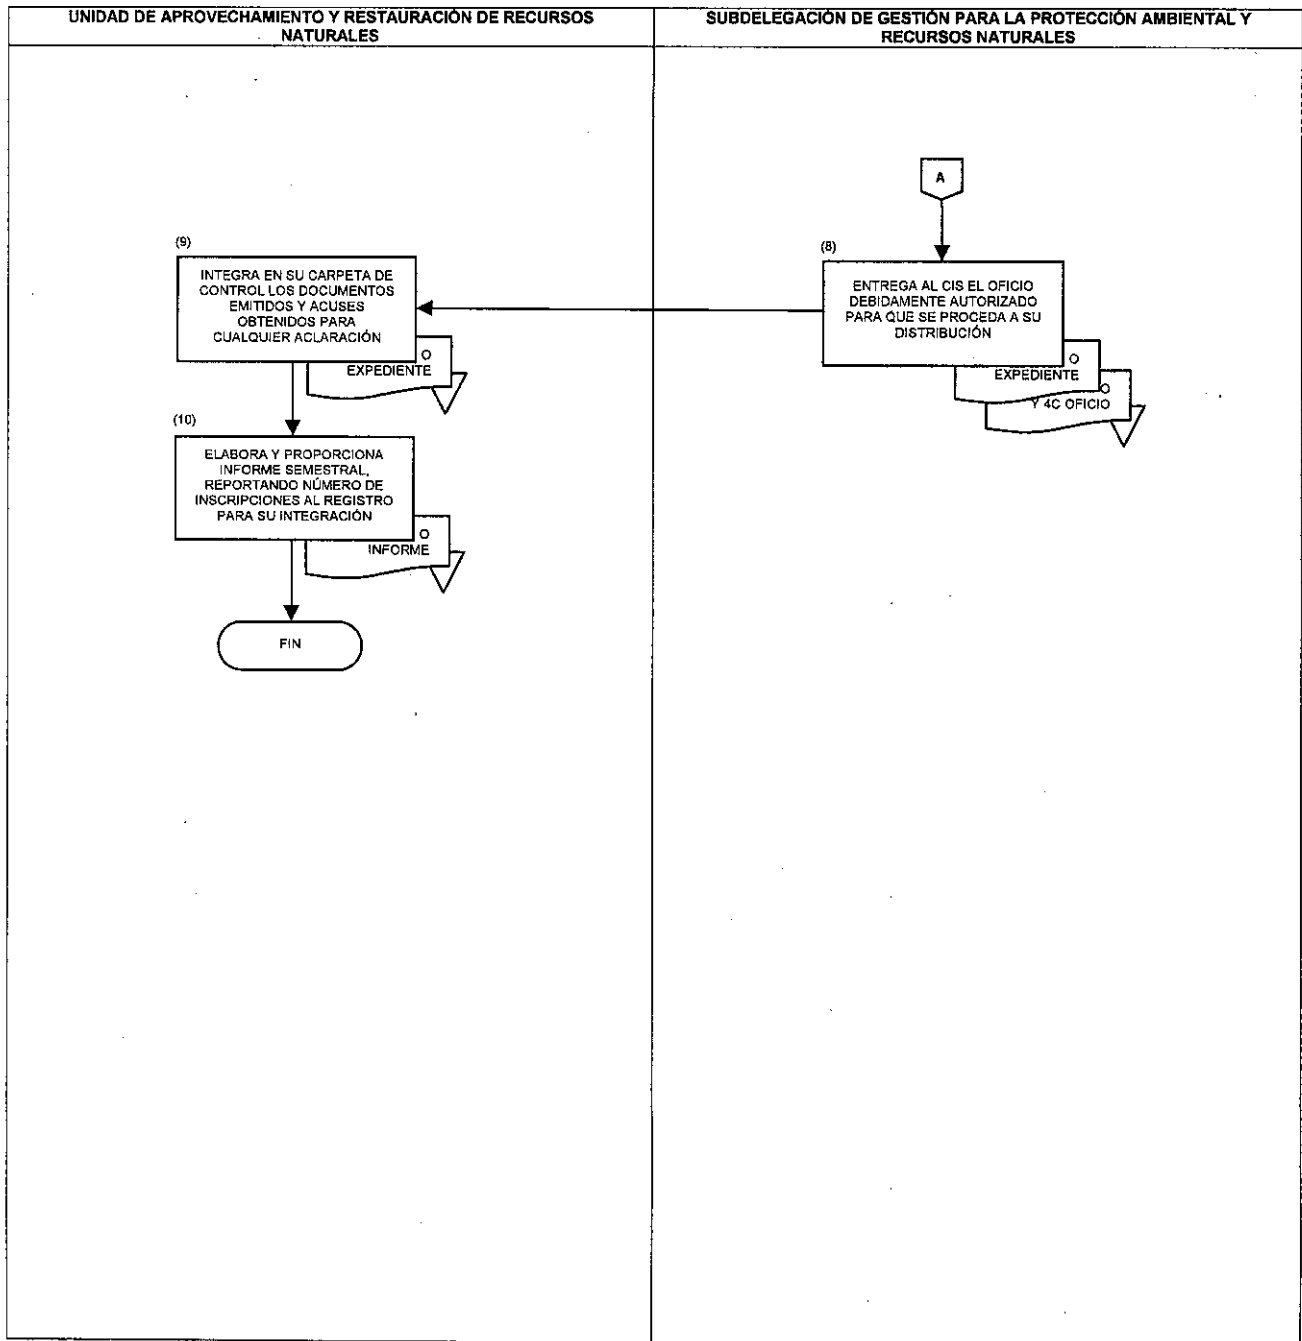 UNIDAD DE APROVECHAMIENTO Y RESTAURACIÓN DE RECURSOS
NATURALES
SUBDELEGACIÓN DE GESTIÓN PARA LA PROTECCIÓN AMBIENTAL Y
RECURSOS NATURALES
A
(8)
ENTREGA AL CIS EL OFICIO
DEBIDAMENTE AUTORIZADO
PARA QUE SE PROCEDA A SU
DISTRIBUCIÓN
O
EXPEDIENTE
O
Y 4C OFICIO
(9)
INTEGRA EN SU CARPETA DE
CONTROL LOS DOCUMENTOS
EMITIDOS Y ACUSES
OBTENIDOS PARA
CUALQUIER ACLARACIÓN
O
EXPEDIENTE
(10)
ELABORA Y PROPORCIONA
INFORME SEMESTRAL,
REPORTANDO NÚMERO DE
INSCRIPCIONES AL REGISTRO
PARA SU INTEGRACIÓN
O
INFORME
FIN